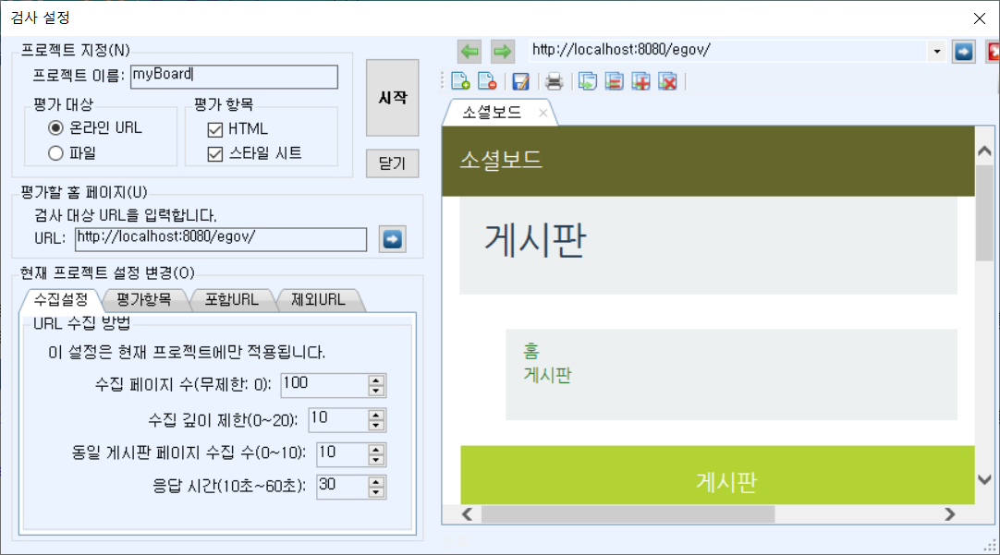 검사 설정
프로젝트 지정(N)
프로젝트 이름: myBoard
평가 대상
온라인 URL
파일
평가 항목
HTML
스타일 시트
시작
닫기
평가할 홈 페이지(U)
검사 대상 URL을 입력합니다.
URL: http://localhost:8080/egov/
현재 프로젝트 설정 변경(O)
수집설정 평가항목 포함URL 제외URL
URL 수집 방법
이 설정은 현재 프로젝트에만 적용됩니다.
수집 페이지 수(무제한: 0): 100
수집 깊이 제한(0~20): 10
동일 게시판 페이지 수집 수(0~10): 10
응답 시간(10초~60초): 30
http://localhost:8080/egov/
소셜보드
소셜보드
게시판
홈
게시판
게시판